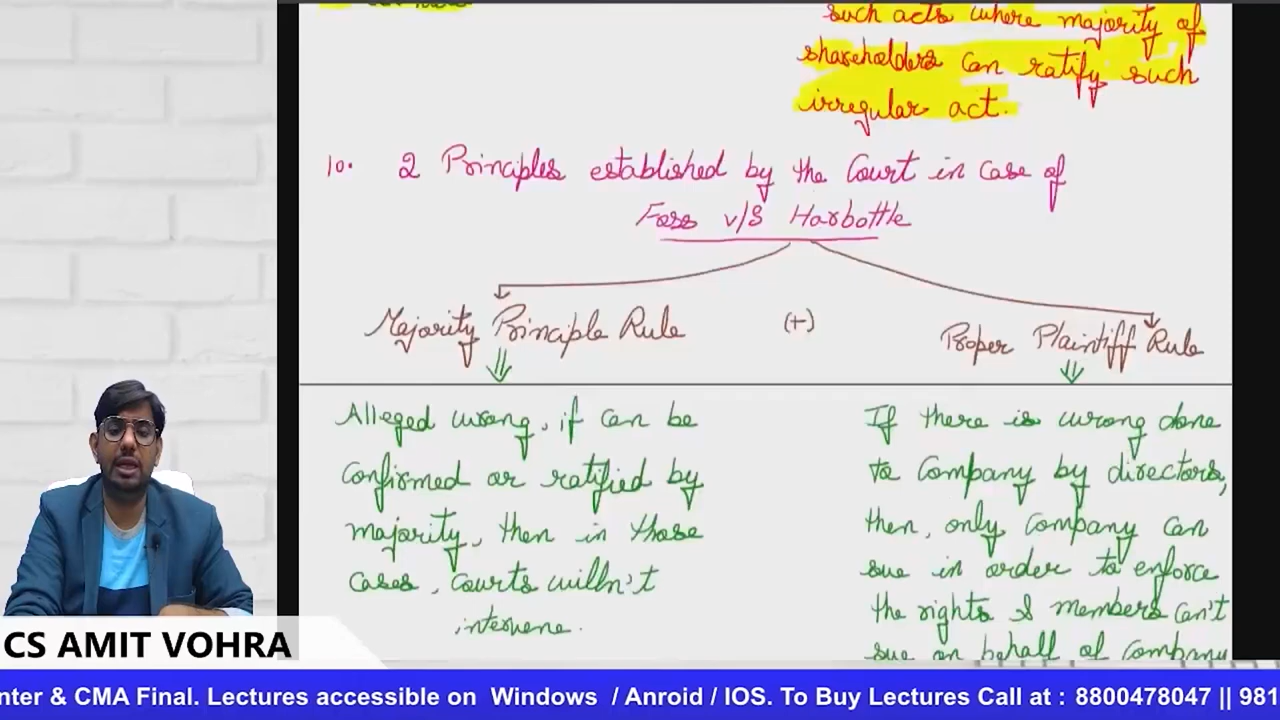 such acts where majority of
shareholders can ratify such
irregular act.
10. 2 Principles established by the Court in case of
Foss v/s Harbottle
Majority Principle Rule (+) Proper Plaintiff Rule
Alleged wrong, if can be
confirmed or ratified by
majority, then in those
cases, courts willn't
intervene.
If there is wrong done
to Company by directors,
then, only company can
sue in order to enforce
the rights & members can't
sue on behalf of company
CS AMIT VOHRA
nter & CMA Final. Lectures accessible on Windows / Anroid / IOS. To Buy Lectures Call at : 8800478047 || 981